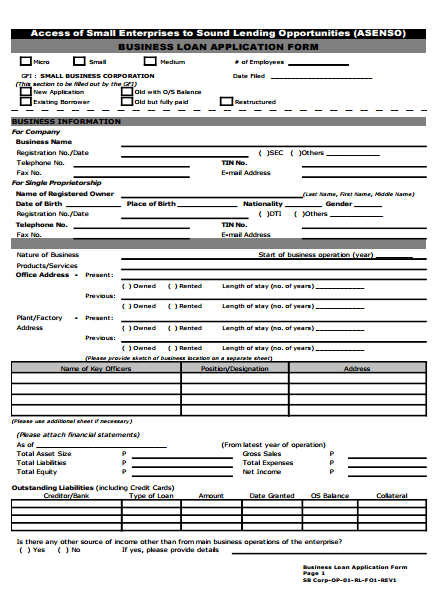 Access of Small Enterprises to Sound Lending Opportunities (ASENSO)
BUSINESS LOAN APPLICATION FORM
Micro Small Medium # of Employees _______________
GFI : SMALL BUSINESS CORPORATION Date Filed _________________________
(This section to be filled out by the GFI)
New Application Old with O/S Balance
Existing Borrower Old but fully paid Restructured
BUSINESS INFORMATION
For Company
Business Name
Registration No./Date ( )SEC ( )Others _______________
Telephone No. TIN No.
Fax No. E-mail Address
For Single Proprietorship
Name of Registered Owner (Last Name, First Name, Middle Name)
Date of Birth Place of Birth Nationality Gender
Registration No./Date ( )DTI ( )Others _______________
Telephone No. TIN No.
Fax No. E-mail Address
Nature of Business Start of business operation (year) _________
Products/Services
Office Address - Present:
( ) Owned ( ) Rented Length of stay (no. of years) ____________
Previous:
( ) Owned ( ) Rented Length of stay (no. of years) ____________
Plant/Factory - Present:
Address ( ) Owned ( ) Rented Length of stay (no. of years) ____________
Previous:
( ) Owned ( ) Rented Length of stay (no. of years) ____________
(Please provide sketch of business location on a separate sheet)
Name of Key Officers Position/Designation Address
(Please use additional sheet if necessary)
(Please attach financial statements)
As of _________________________ (From latest year of operation)
Total Asset Size P Gross Sales P
Total Liabilities P Total Expenses P
Total Equity P Net Income P
Outstanding Liabilities (including Credit Cards)
Creditor/Bank Type of Loan Amount Date Granted OS Balance Collateral
Is there any other source of income other than from main business operations of the enterprise?
( ) Yes ( ) No If yes, please provide details
Business Loan Application Form
Page 1
SB Corp-OP-01-RL-FO1-REV1